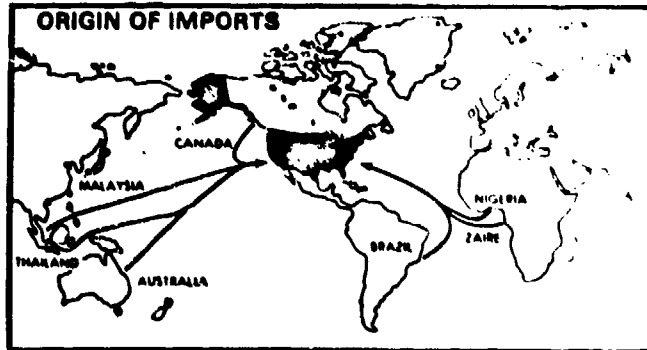 ORIGIN OF IMPORTS
CANADA
MALAYSIA
NIGERIA
BRAZIL
ZAIRE
THAILAND
AUSTRALIA